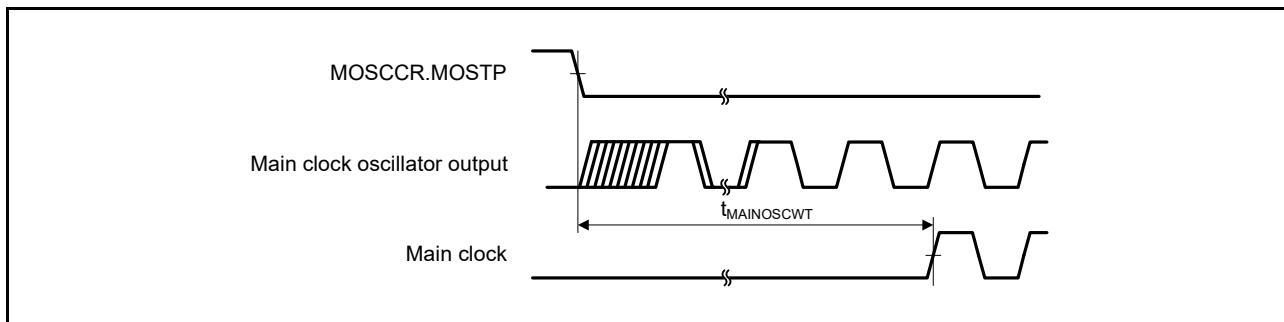 MOSCCR.MOSTP
Main clock oscillator output
tMAINOSCWT
Main clock